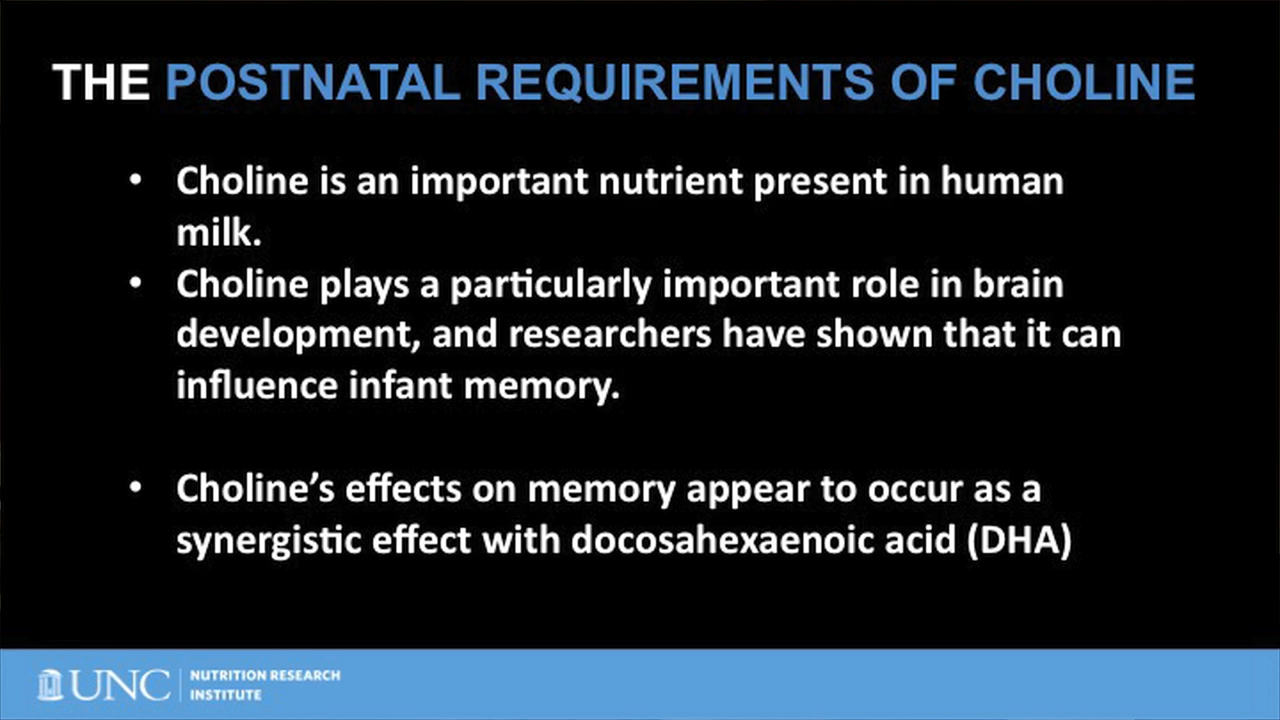 THE POSTNATAL REQUIREMENTS OF CHOLINE
• Choline is an important nutrient present in human
milk.
• Choline plays a particularly important role in brain
development, and researchers have shown that it can
influence infant memory.
• Choline’s effects on memory appear to occur as a
synergistic effect with docosahexaenoic acid (DHA)
UNC NUTRITION RESEARCH
INSTITUTE